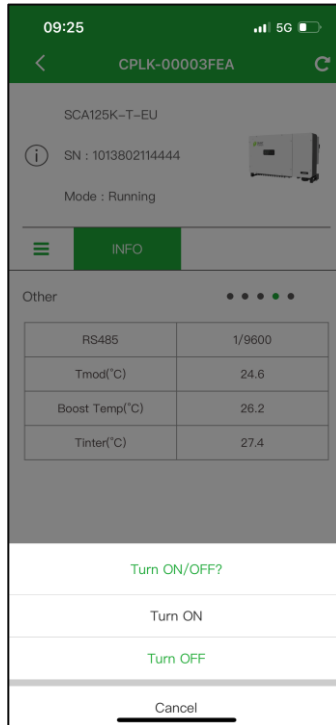 09:25
5G
CPLK-00003FEA
SCA125K-T-EU
SN : 1013802114444
Mode : Running
INFO
Other
RS485 1/9600
Tmod(°C) 24.6
Boost Temp(°C) 26.2
Tinter(°C) 27.4
Turn ON/OFF?
Turn ON
Turn OFF
Cancel